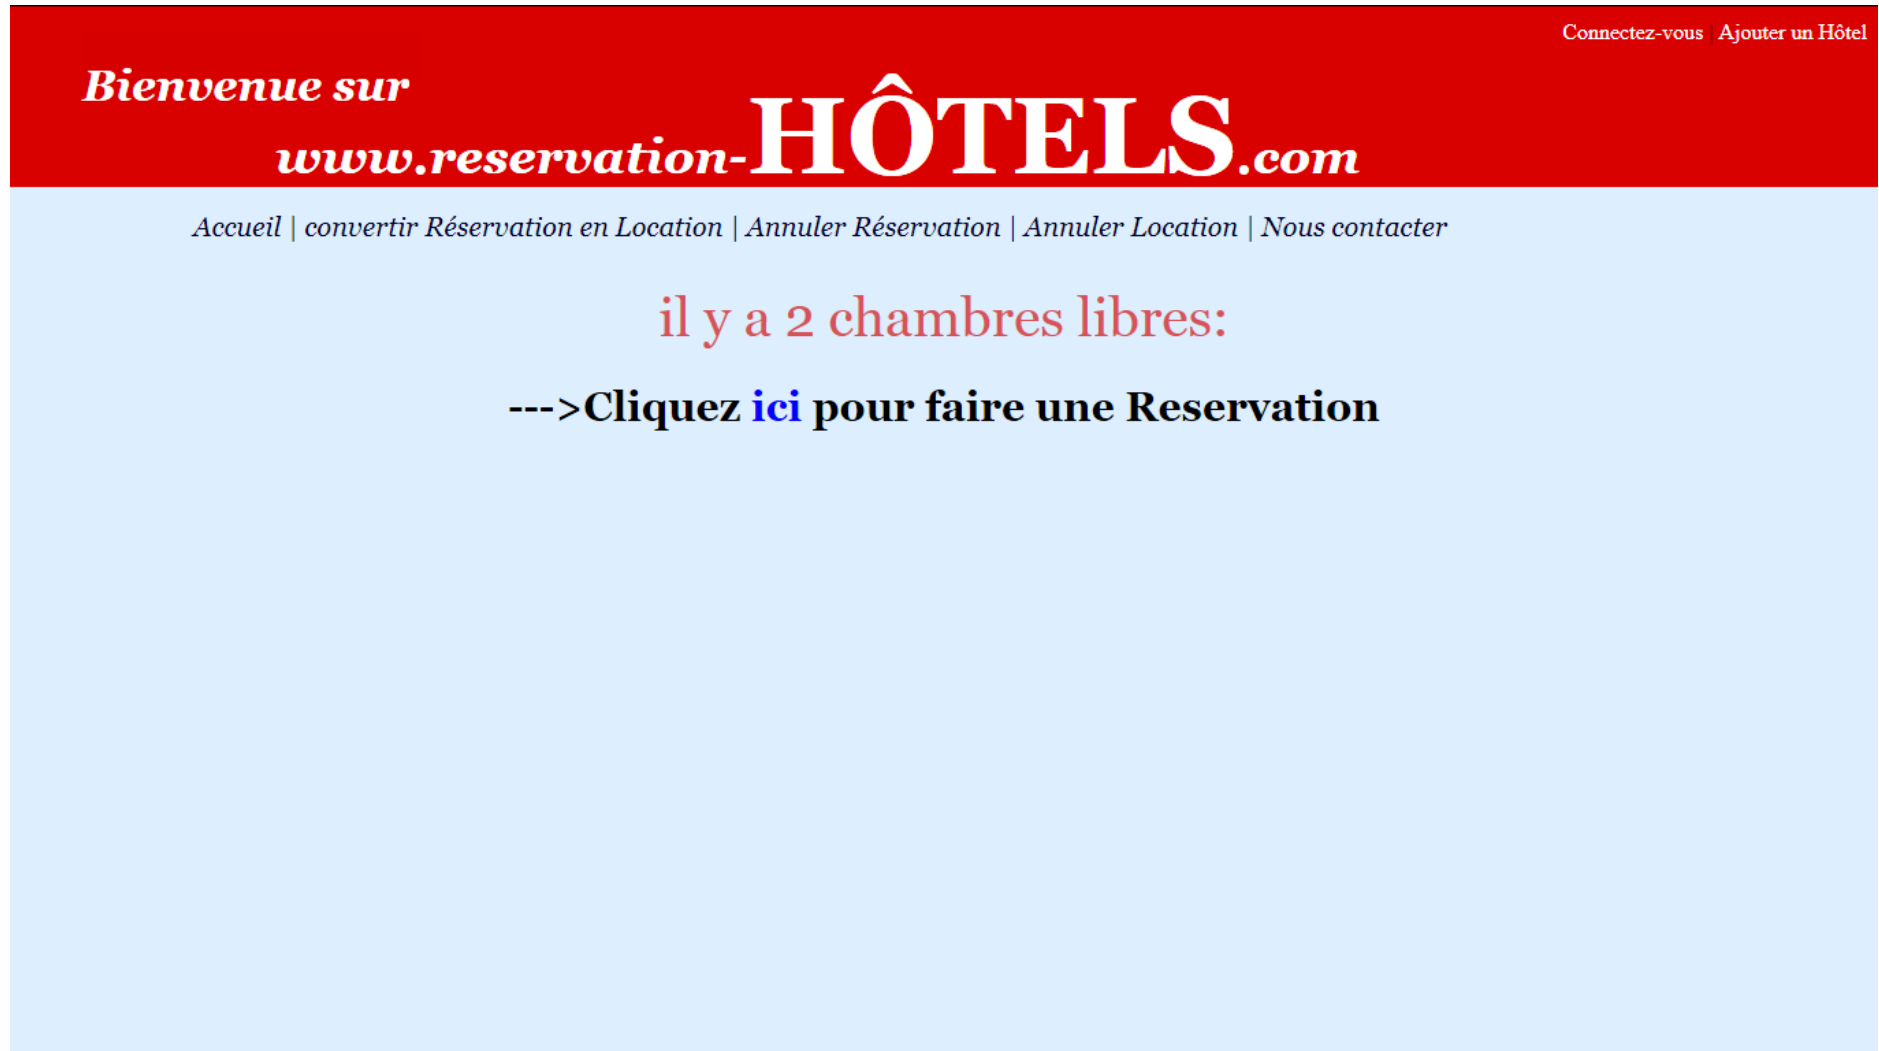 Connectez-vous | Ajouter un Hôtel
Bienvenue sur
www.reservation-HÔTELS.com
Accueil | convertir Réservation en Location | Annuler Réservation | Annuler Location | Nous contacter
il y a 2 chambres libres:
--->Cliquez ici pour faire une Reservation